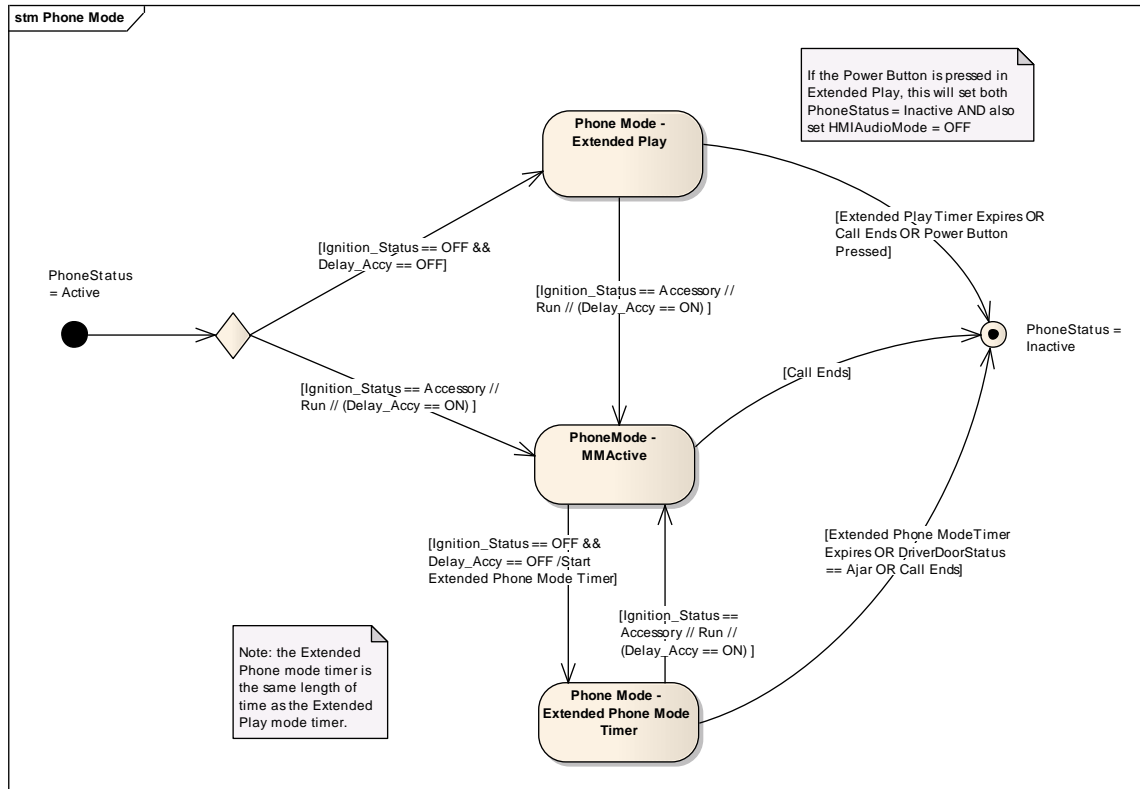 stm Phone Mode
If the Power Button is pressed in
Extended Play, this will set both
PhoneStatus = Inactive AND also
set HMIAudioMode = OFF
Phone Mode -
Extended Play
[Extended Play Timer Expires OR
Call Ends OR Power Button
Pressed]
[Ignition_Status == OFF &&
Delay_Accy == OFF]
PhoneStatus
= Active
[Ignition_Status == Accessory //
Run // (Delay_Accy == ON) ]
PhoneStatus =
Inactive
[Call Ends]
[Ignition_Status == Accessory //
Run // (Delay_Accy == ON) ]
PhoneMode -
MMActive
[Ignition_Status == OFF &&
Delay_Accy == OFF /Start
Extended Phone Mode Timer]
[Extended Phone ModeTimer
Expires OR DriverDoorStatus
== Ajar OR Call Ends]
[Ignition_Status ==
Accessory // Run //
(Delay_Accy == ON) ]
Note: the Extended
Phone mode timer is
the same length of
time as the Extended
Play mode timer.
Phone Mode -
Extended Phone Mode
Timer